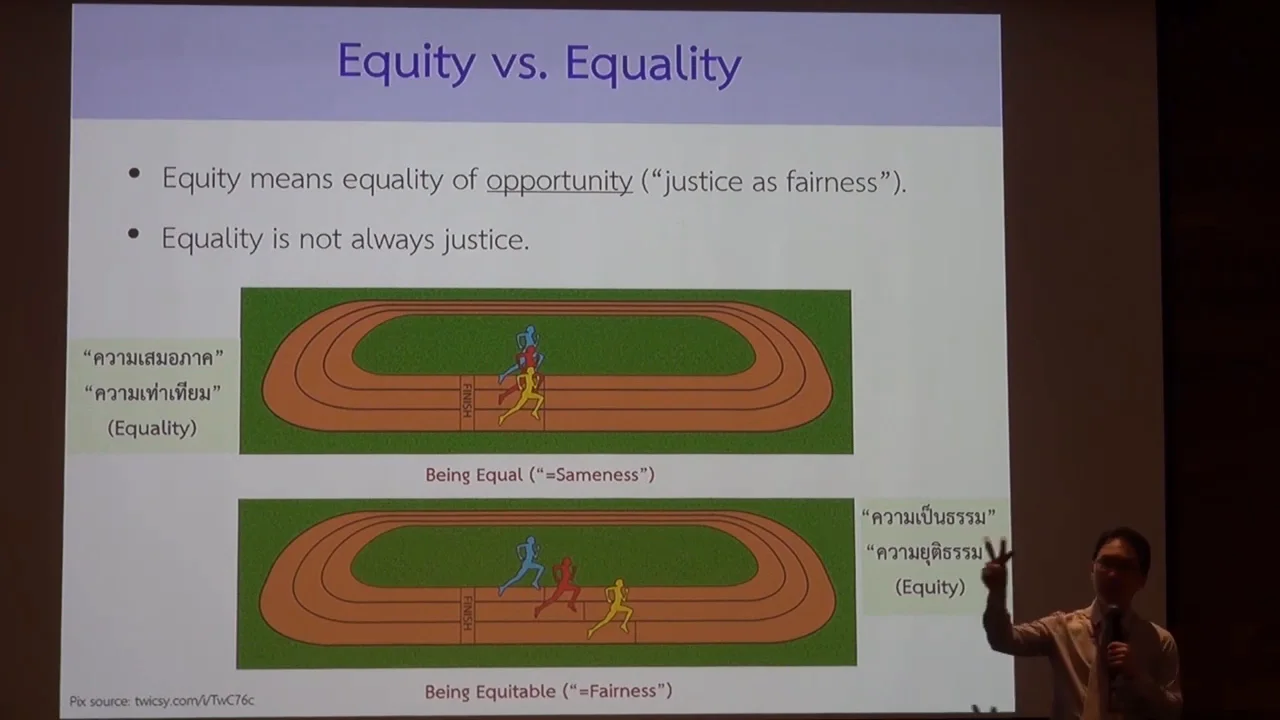 Equity vs. Equality
• Equity means equality of opportunity (“justice as fairness”).
• Equality is not always justice.
“ความเสมอภาค”
“ความเท่าเทียม”
(Equality)
FINISH
Being Equal (“=Sameness”)
“ความเป็นธรรม”
“ความยุติธรรม
(Equity)
FINISH
Being Equitable (“=Fairness”)
Pix source: twicsy.com/i/TwC76c